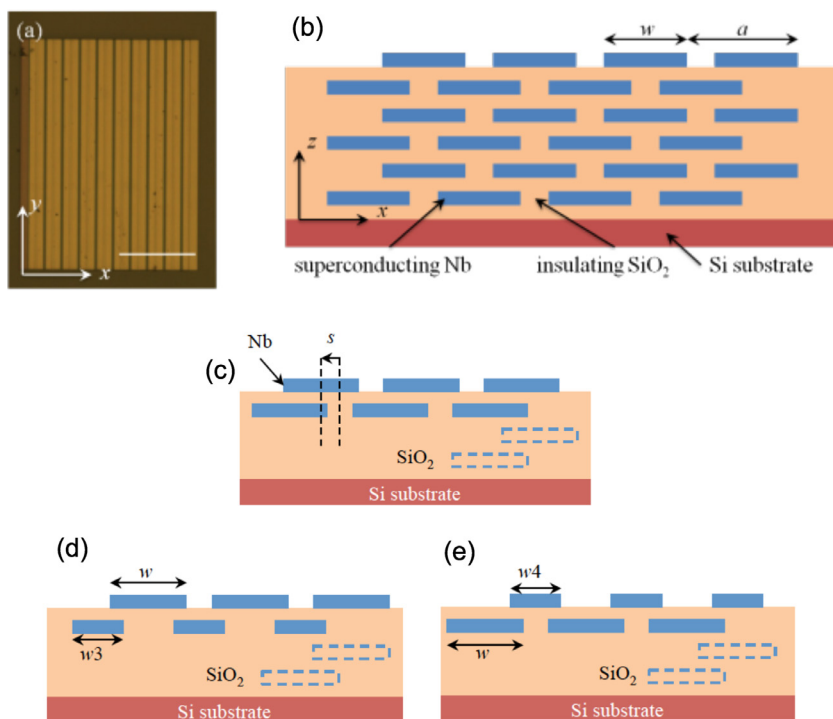 (a)
y
x
(b)
w
a
z
x
superconducting Nb
insulating SiO₂
Si substrate
(c)
Nb
s
SiO₂
Si substrate
(d)
w
w3
SiO₂
Si substrate
(e)
w4
w
SiO₂
Si substrate